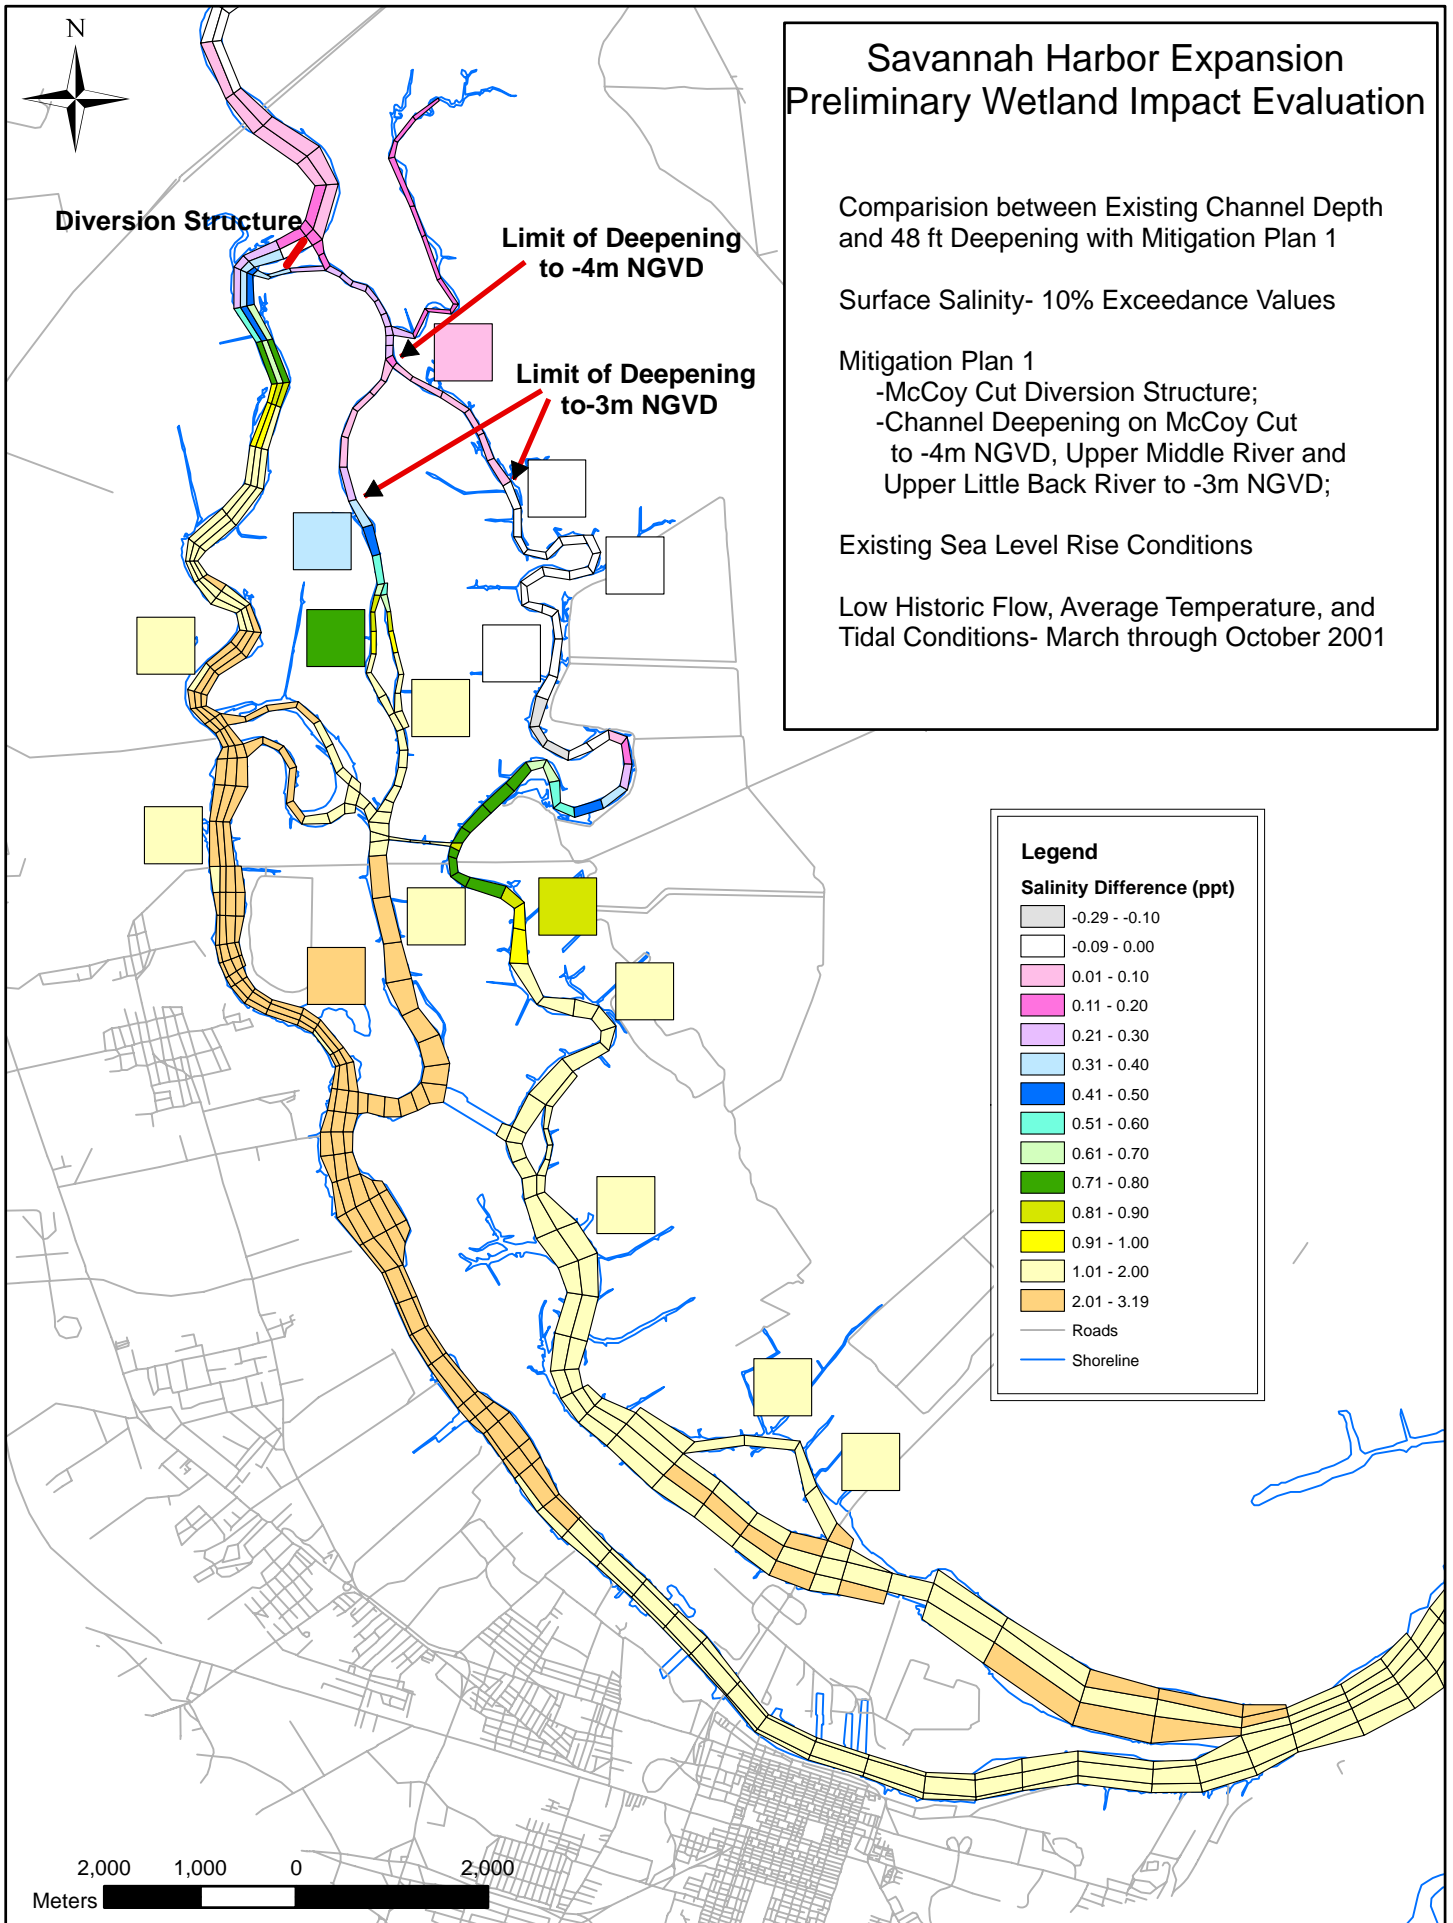 N
Savannah Harbor Expansion
Preliminary Wetland Impact Evaluation
Comparision between Existing Channel Depth
and 48 ft Deepening with Mitigation Plan 1
Surface Salinity- 10% Exceedance Values
Mitigation Plan 1
-McCoy Cut Diversion Structure;
-Channel Deepening on McCoy Cut
to -4m NGVD, Upper Middle River and
Upper Little Back River to -3m NGVD;
Existing Sea Level Rise Conditions
Low Historic Flow, Average Temperature, and
Tidal Conditions- March through October 2001
Diversion Structure
Limit of Deepening
to -4m NGVD
Limit of Deepening
to-3m NGVD
Legend
Salinity Difference (ppt)
-0.29 - -0.10
-0.09 - 0.00
0.01 - 0.10
0.11 - 0.20
0.21 - 0.30
0.31 - 0.40
0.41 - 0.50
0.51 - 0.60
0.61 - 0.70
0.71 - 0.80
0.81 - 0.90
0.91 - 1.00
1.01 - 2.00
2.01 - 3.19
Roads
Shoreline
2,000 1,000 0 2,000
Meters